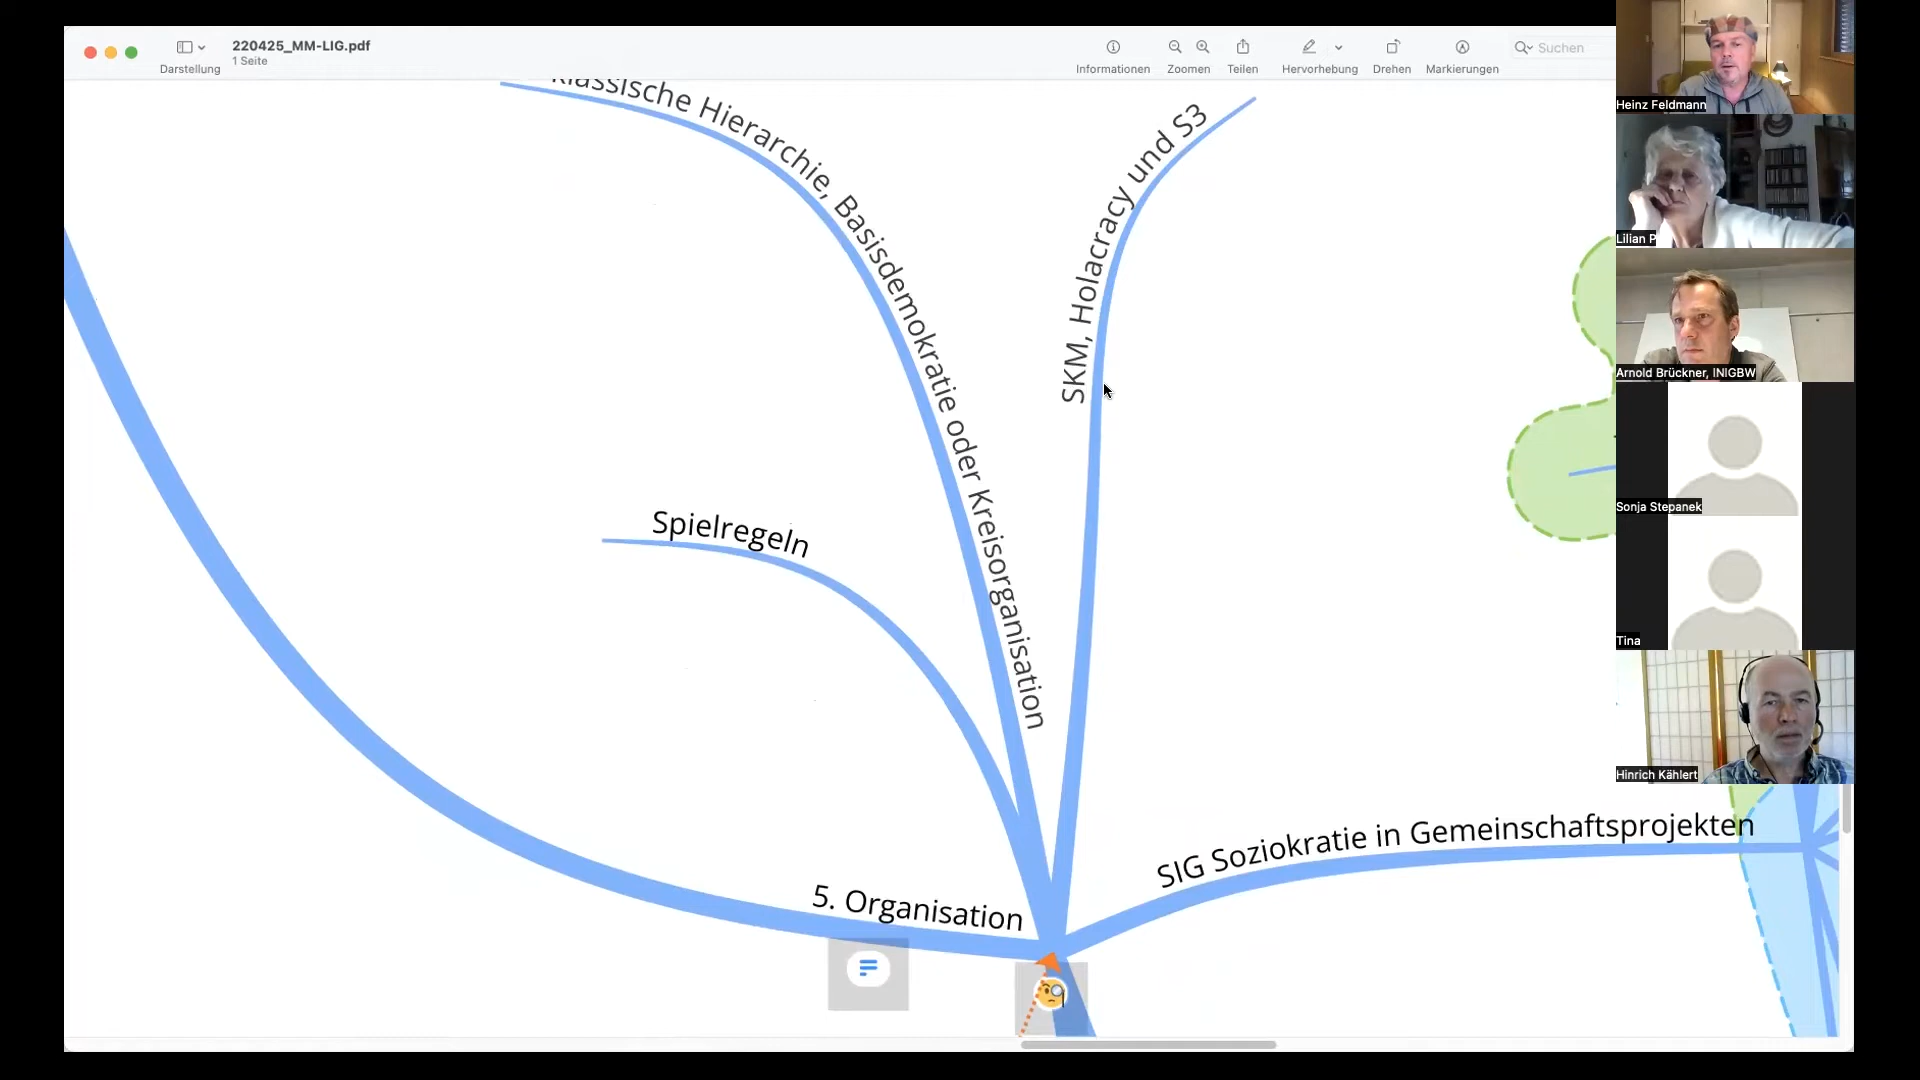 220425_MM-LIG.pdf
1 Seite
Darstellung
Informationen
Zoomen
Teilen
Hervorhebung
Drehen
Markierungen
Suchen
Klassische Hierarchie, Basisdemokratie oder Kreisorganisation
SKM, Holacracy und S3
Spielregeln
5. Organisation
SIG Soziokratie in Gemeinschaftsprojekten
Heinz Feldmann
Lilian P
Arnold Brückner, INIGBW
Sonja Stepanek
Tina
Hinrich Kählert